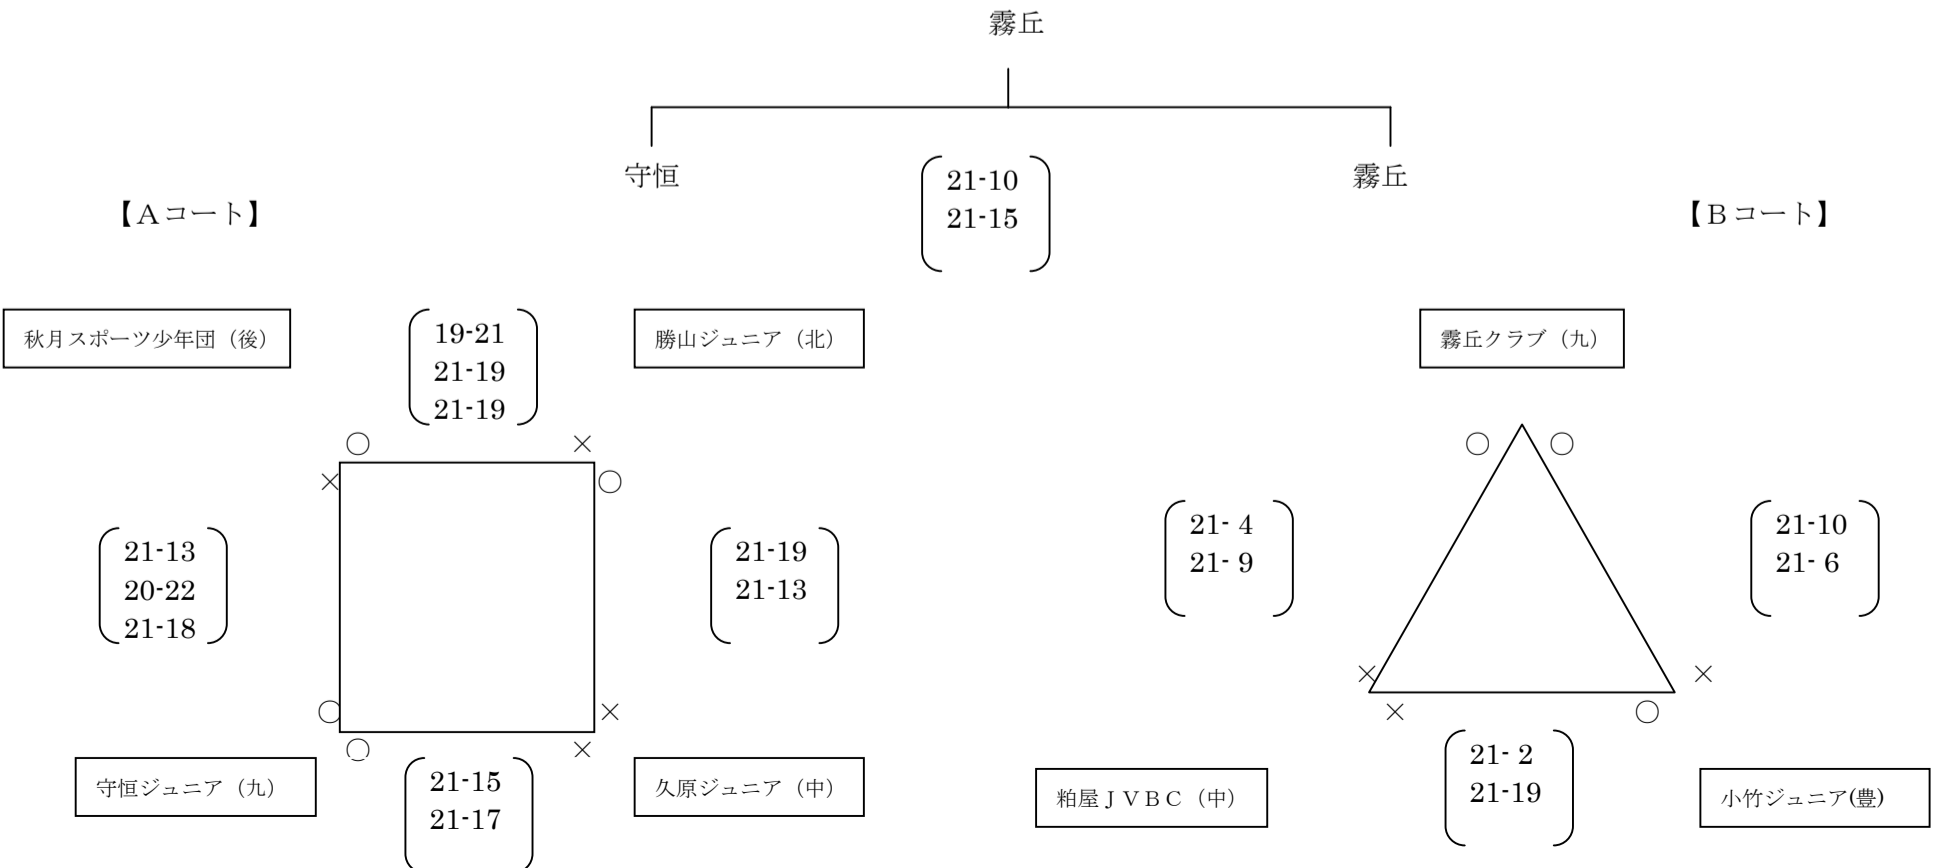 霧丘
守恒
霧丘
21-10
21-15
【Aコート】
【Bコート】
秋月スポーツ少年団（後）
19-21
21-19
21-19
勝山ジュニア（北）
霧丘クラブ（九）
○
×
×
○
○
○
21-13
20-22
21-18
21-19
21-13
21- 4
21- 9
21-10
21- 6
○
×
○
×
×
×
×
○
守恒ジュニア（九）
21-15
21-17
久原ジュニア（中）
粕屋ＪＶＢＣ（中）
21- 2
21-19
小竹ジュニア(豊)